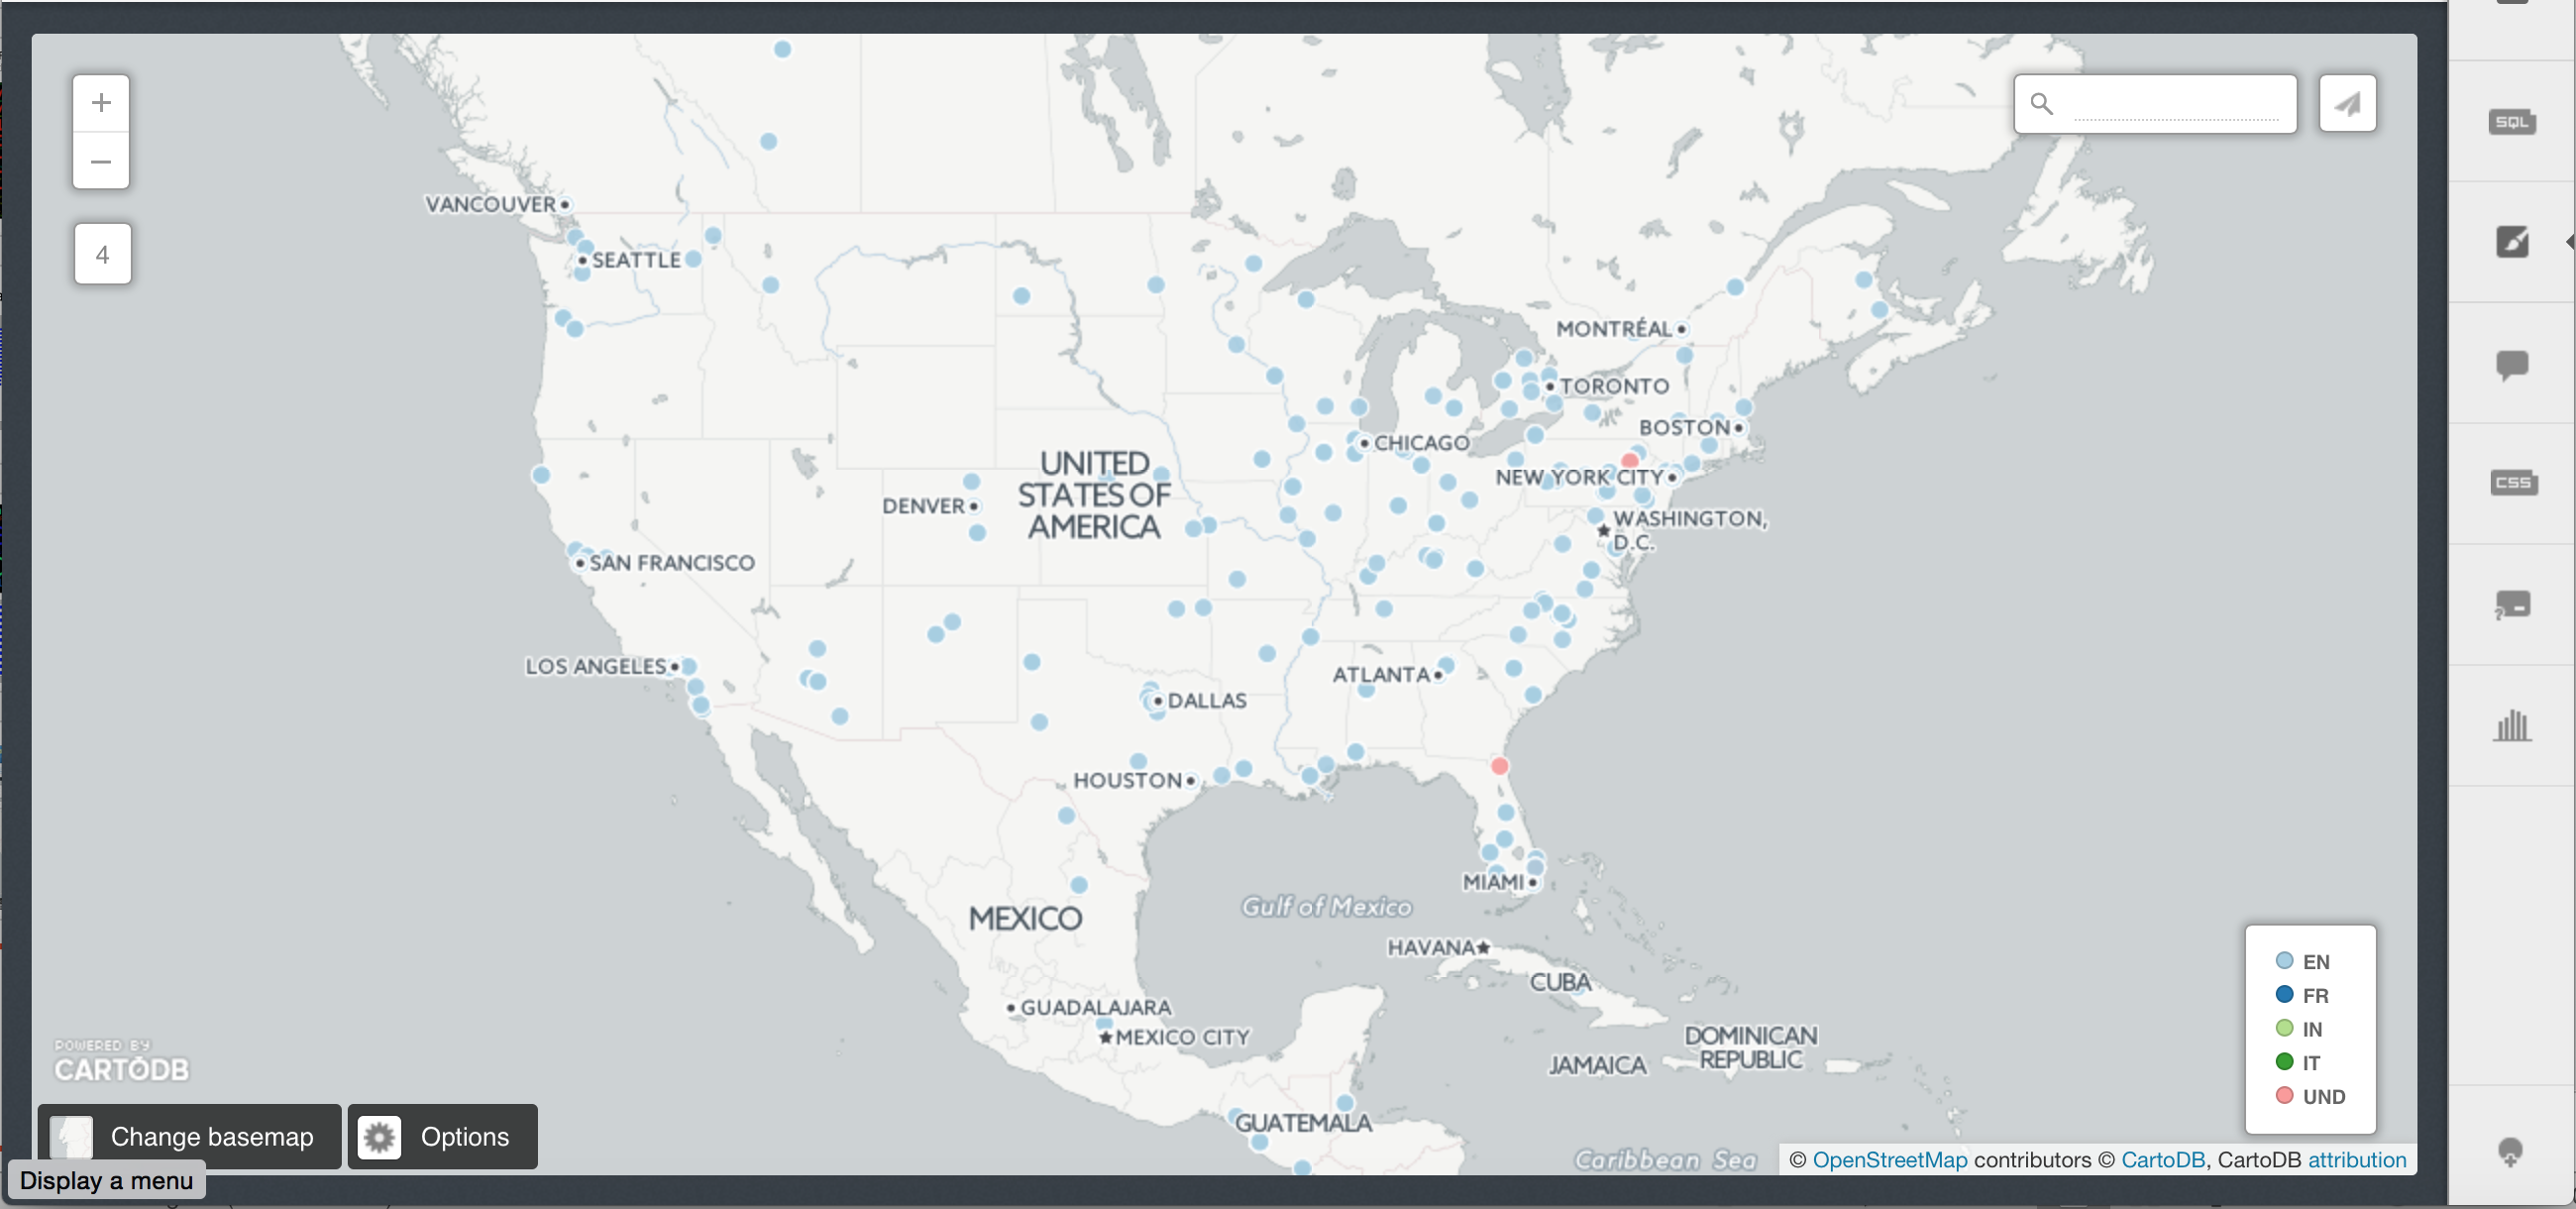 +
SQL
−
VANCOUVER
4
SEATTLE
MONTRÉAL
TORONTO
BOSTON
CHICAGO
UNITED
STATES OF
AMERICA
NEW YORK CITY
CSS
DENVER
WASHINGTON,
D.C.
SAN FRANCISCO
?
LOS ANGELES
ATLANTA
DALLAS
HOUSTON
MIAMI
Gulf of Mexico
MEXICO
HAVANA
EN
CUBA
FR
GUADALAJARA
IN
MEXICO CITY
DOMINICAN
REPUBLIC
JAMAICA
IT
POWERED BY
CARTODB
UND
GUATEMALA
Change basemap
Options
Caribbean Sea
© OpenStreetMap contributors © CartoDB, CartoDB attribution
Display a menu